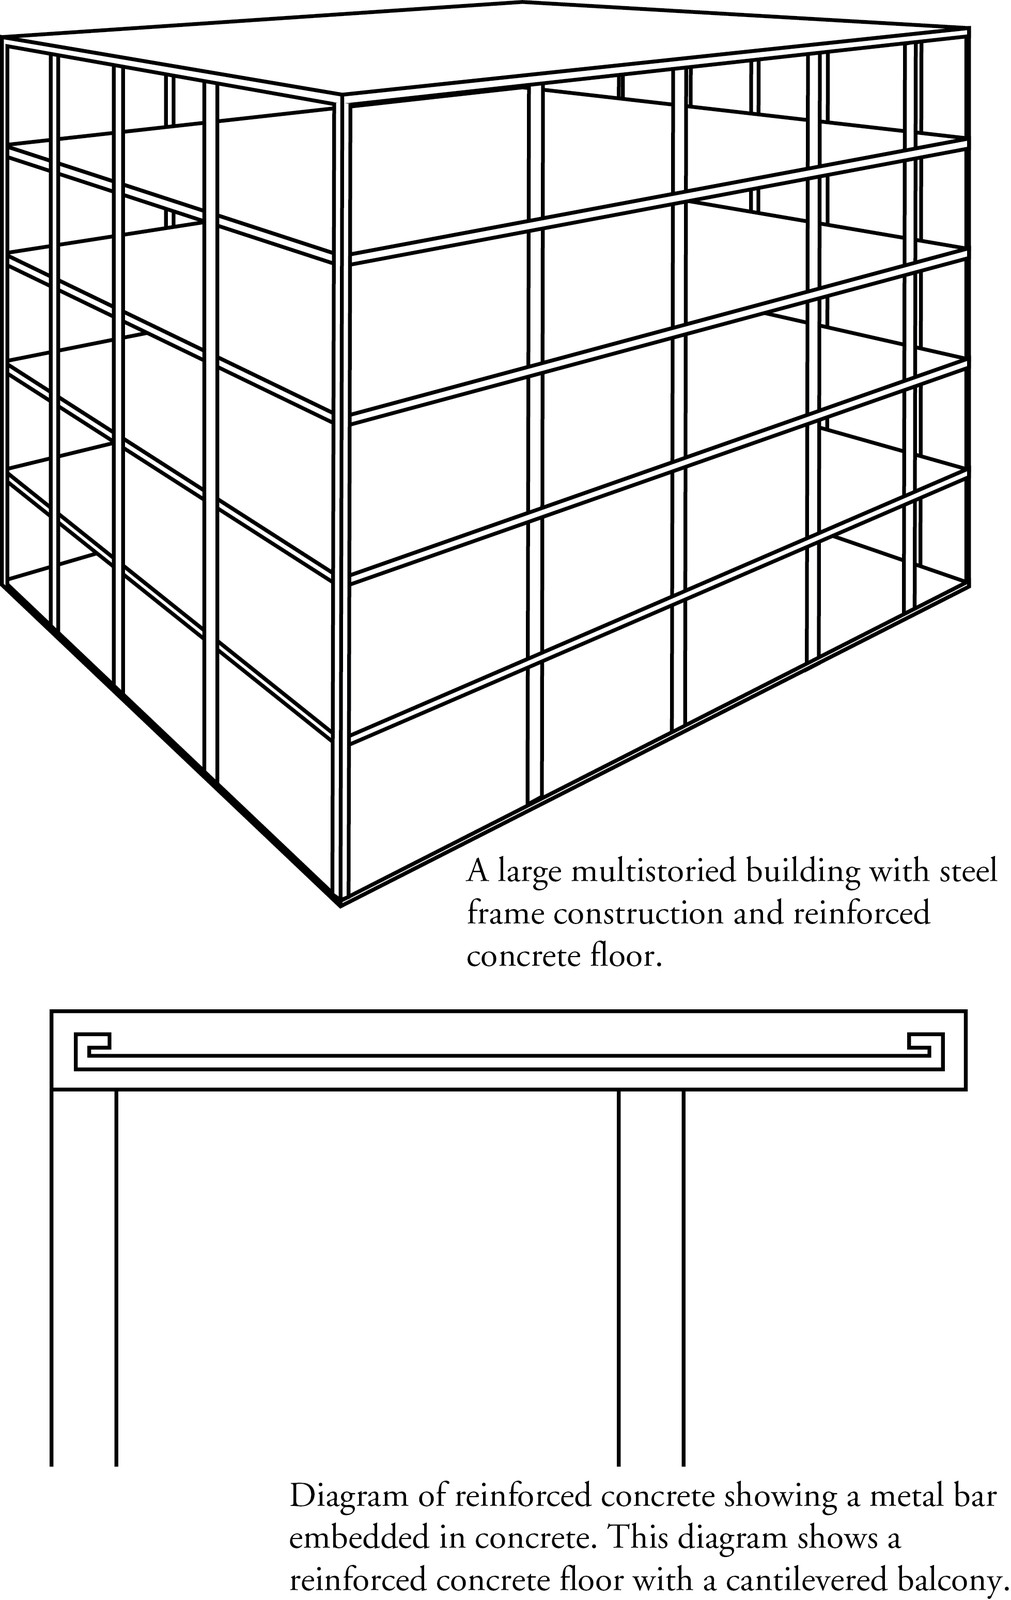 A large multistoried building with steel
frame construction and reinforced
concrete floor.
Diagram of reinforced concrete showing a metal bar
embedded in concrete. This diagram shows a
reinforced concrete floor with a cantilevered balcony.